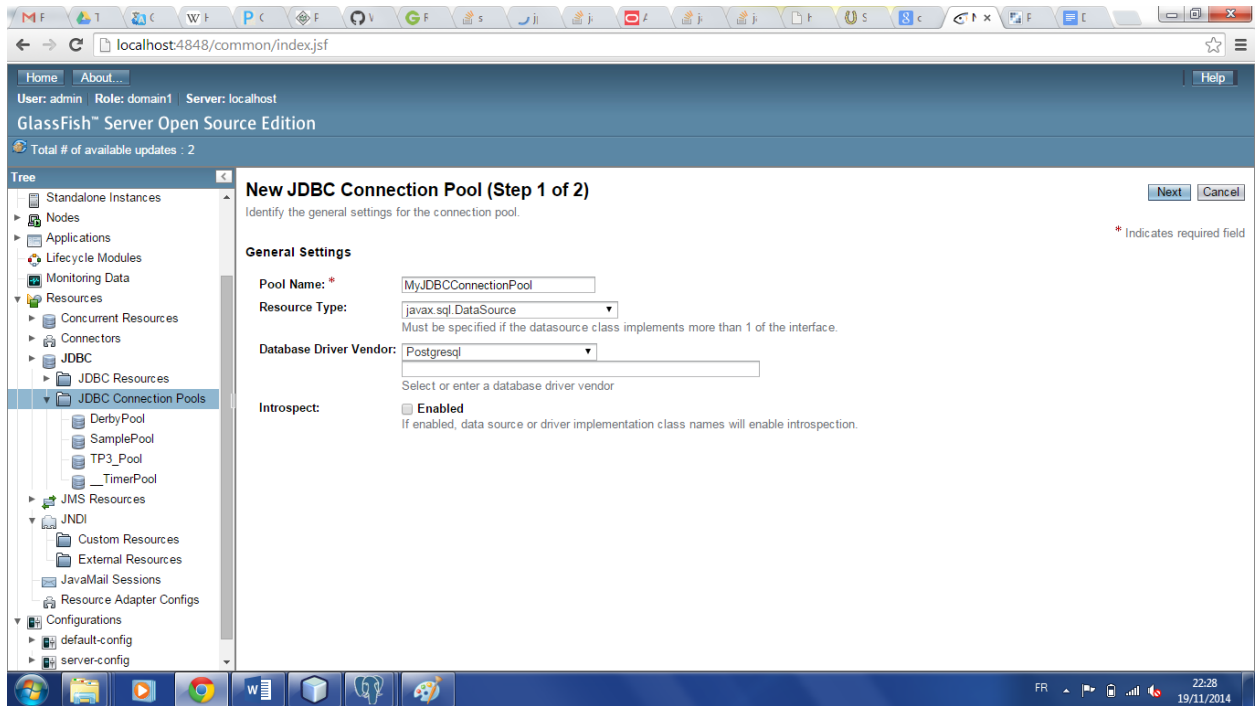 localhost:4848/common/index.jsf
Home About... Help
User: admin Role: domain1 Server: localhost
GlassFish™ Server Open Source Edition
Total # of available updates : 2
Tree
Standalone Instances
Nodes
Applications
Lifecycle Modules
Monitoring Data
Resources
Concurrent Resources
Connectors
JDBC
JDBC Resources
JDBC Connection Pools
DerbyPool
SamplePool
TP3_Pool
__TimerPool
JMS Resources
JNDI
Custom Resources
External Resources
JavaMail Sessions
Resource Adapter Configs
Configurations
default-config
server-config
New JDBC Connection Pool (Step 1 of 2)
Next Cancel
Identify the general settings for the connection pool.
* Indicates required field
General Settings
Pool Name: * MyJDBCConnectionPool
Resource Type: javax.sql.DataSource
Must be specified if the datasource class implements more than 1 of the interface.
Database Driver Vendor: Postgresql
Select or enter a database driver vendor
Introspect: Enabled
If enabled, data source or driver implementation class names will enable introspection.
FR 22:28
19/11/2014